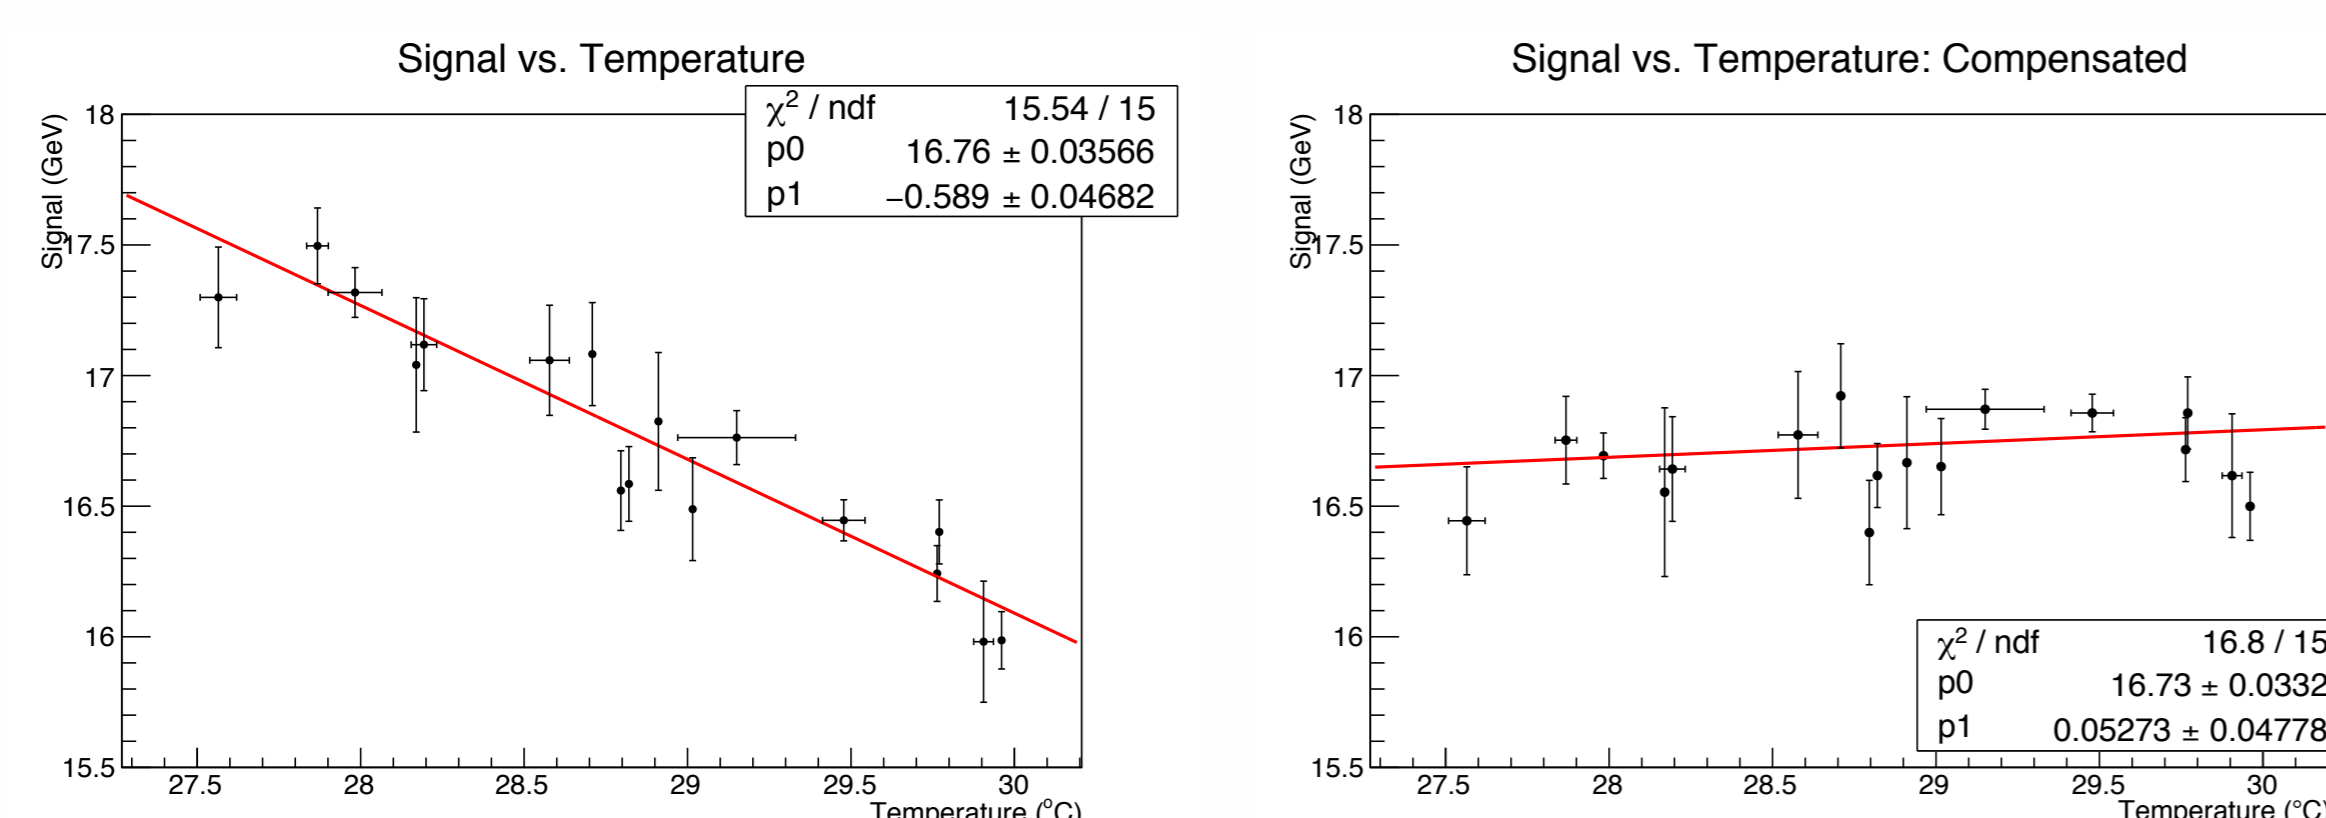 Signal vs. Temperature
χ² / ndf 15.54 / 15
p0 16.76 ± 0.03566
p1 −0.589 ± 0.04682
Signal (GeV)
18
17.5
17
16.5
16
15.5
27.5 28 28.5 29 29.5 30
Temperature (°C)
Signal vs. Temperature: Compensated
Signal (GeV)
18
17.5
17
16.5
16
15.5
χ² / ndf 16.8 / 15
p0 16.73 ± 0.0332
p1 0.05273 ± 0.04778
27.5 28 28.5 29 29.5 30
Temperature (°C)